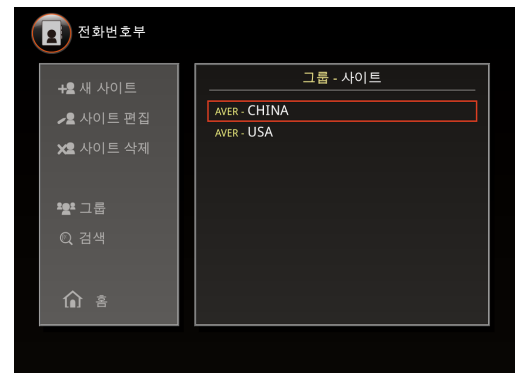 전화번호부
새 사이트
사이트 편집
사이트 삭제
그룹
검색
홈
그룹 - 사이트
AVER - CHINA
AVER - USA